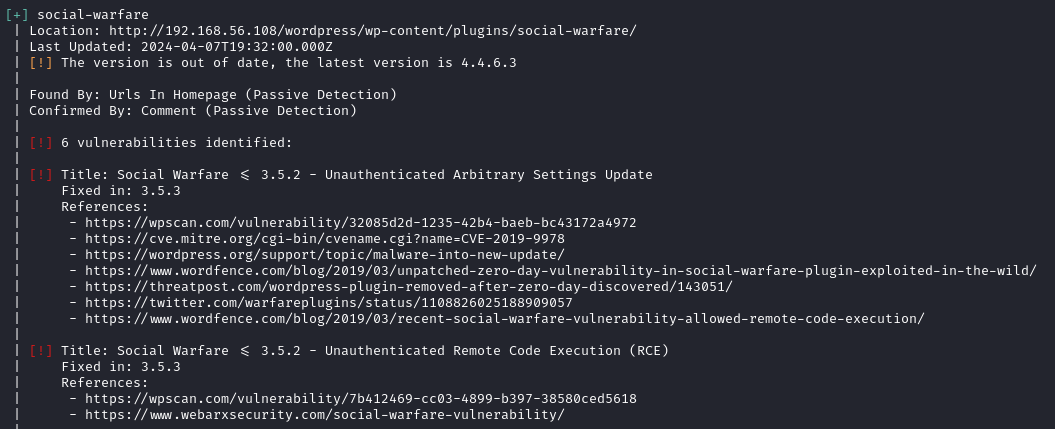 [+] social-warfare
| Location: http://192.168.56.108/wordpress/wp-content/plugins/social-warfare/
| Last Updated: 2024-04-07T19:32:00.000Z
| [!] The version is out of date, the latest version is 4.4.6.3
|
| Found By: Urls In Homepage (Passive Detection)
| Confirmed By: Comment (Passive Detection)
|
| [!] 6 vulnerabilities identified:
|
| [!] Title: Social Warfare <= 3.5.2 - Unauthenticated Arbitrary Settings Update
|     Fixed in: 3.5.3
|     References:
|      - https://wpscan.com/vulnerability/32085d2d-1235-42b4-baeb-bc43172a4972
|      - https://cve.mitre.org/cgi-bin/cvename.cgi?name=CVE-2019-9978
|      - https://wordpress.org/support/topic/malware-into-new-update/
|      - https://www.wordfence.com/blog/2019/03/unpatched-zero-day-vulnerability-in-social-warfare-plugin-exploited-in-the-wild/
|      - https://threatpost.com/wordpress-plugin-removed-after-zero-day-discovered/143051/
|      - https://twitter.com/warfareplugins/status/1108826025188909057
|      - https://www.wordfence.com/blog/2019/03/recent-social-warfare-vulnerability-allowed-remote-code-execution/
|
| [!] Title: Social Warfare <= 3.5.2 - Unauthenticated Remote Code Execution (RCE)
|     Fixed in: 3.5.3
|     References:
|      - https://wpscan.com/vulnerability/7b412469-cc03-4899-b397-38580ced5618
|      - https://www.webarxsecurity.com/social-warfare-vulnerability/
|